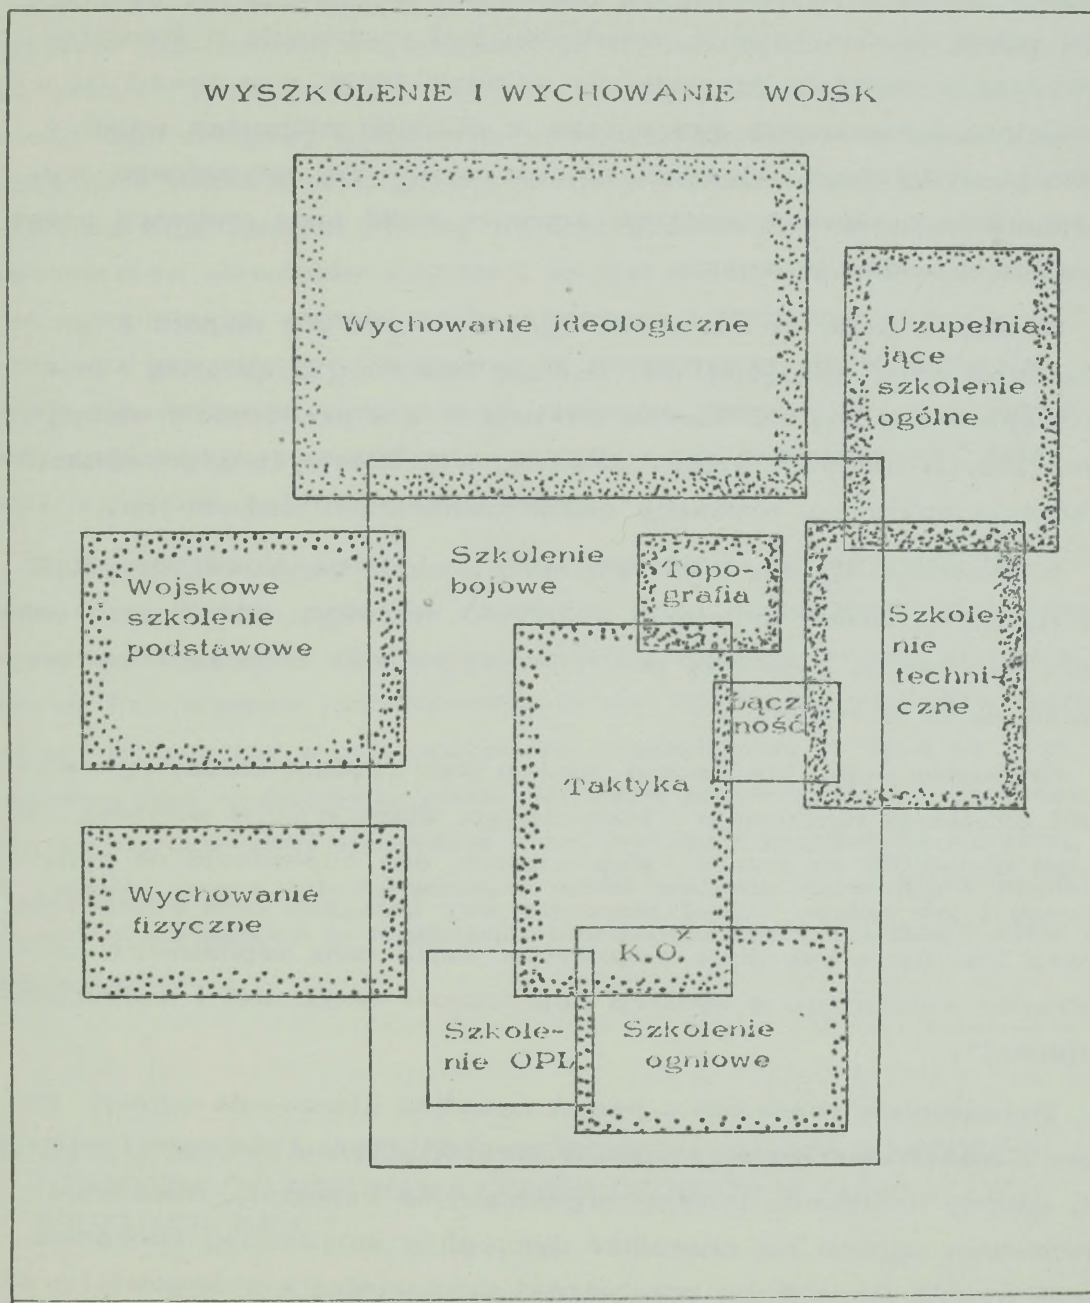 WYSZKOLENIE I WYCHOWANIE WOJSK
Wychowanie ideologiczne
Uzupełnia
jące
szkolenie
ogólne
Wojskowe
szkolenie
podstawowe
Szkolenie
bojowe
Topo-
grafia
Szkole-
nie
techni-
czne
Łącz
ność
Taktyka
Wychowanie
fizyczne
K.O.x
Szkole-
nie OPL
Szkolenie
ogniowe